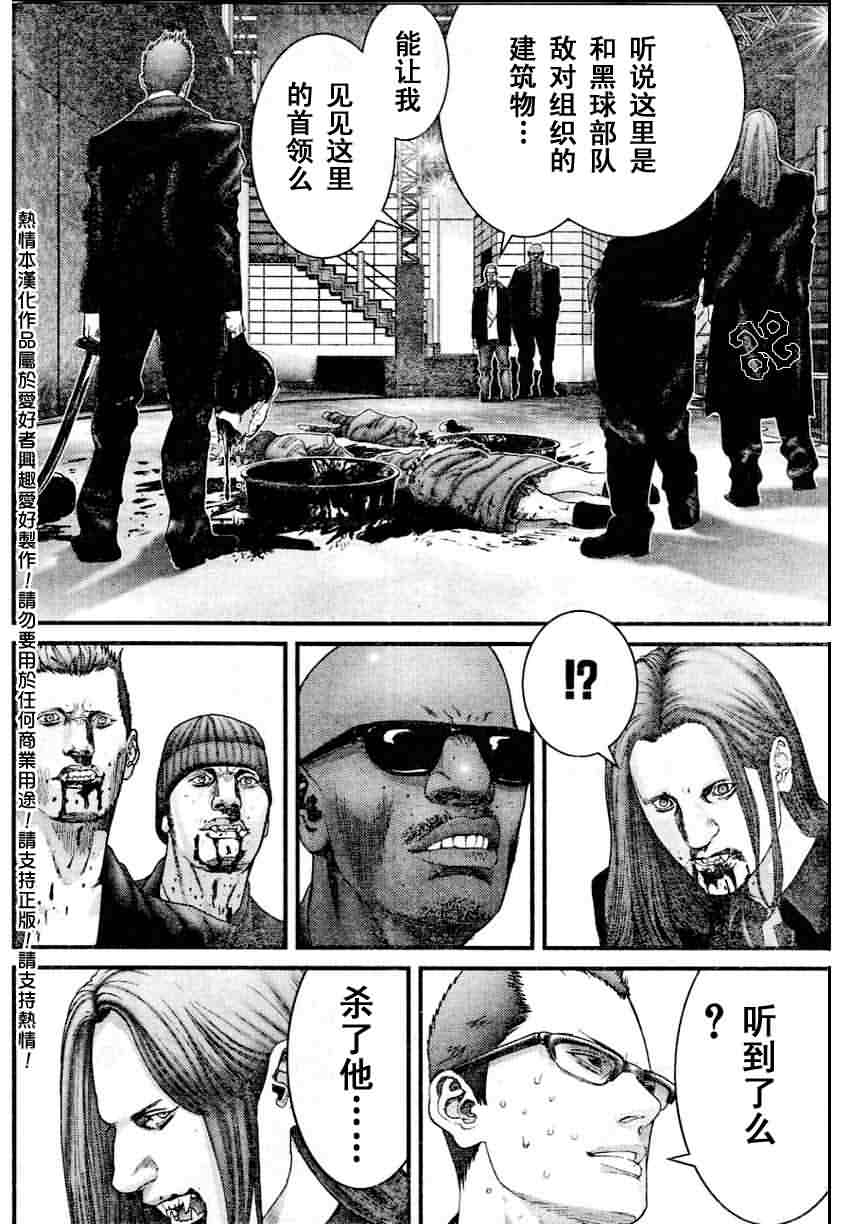 听说这里是
和黑球部队
敌对组织的
建筑物…
能让我
见见这里
的首领么
!?
听到了么
?
杀了他……
熱情本漢化作品屬於愛好者興趣愛好製作!請勿要用於任何商業用途!請支持正版!請支持熱情!